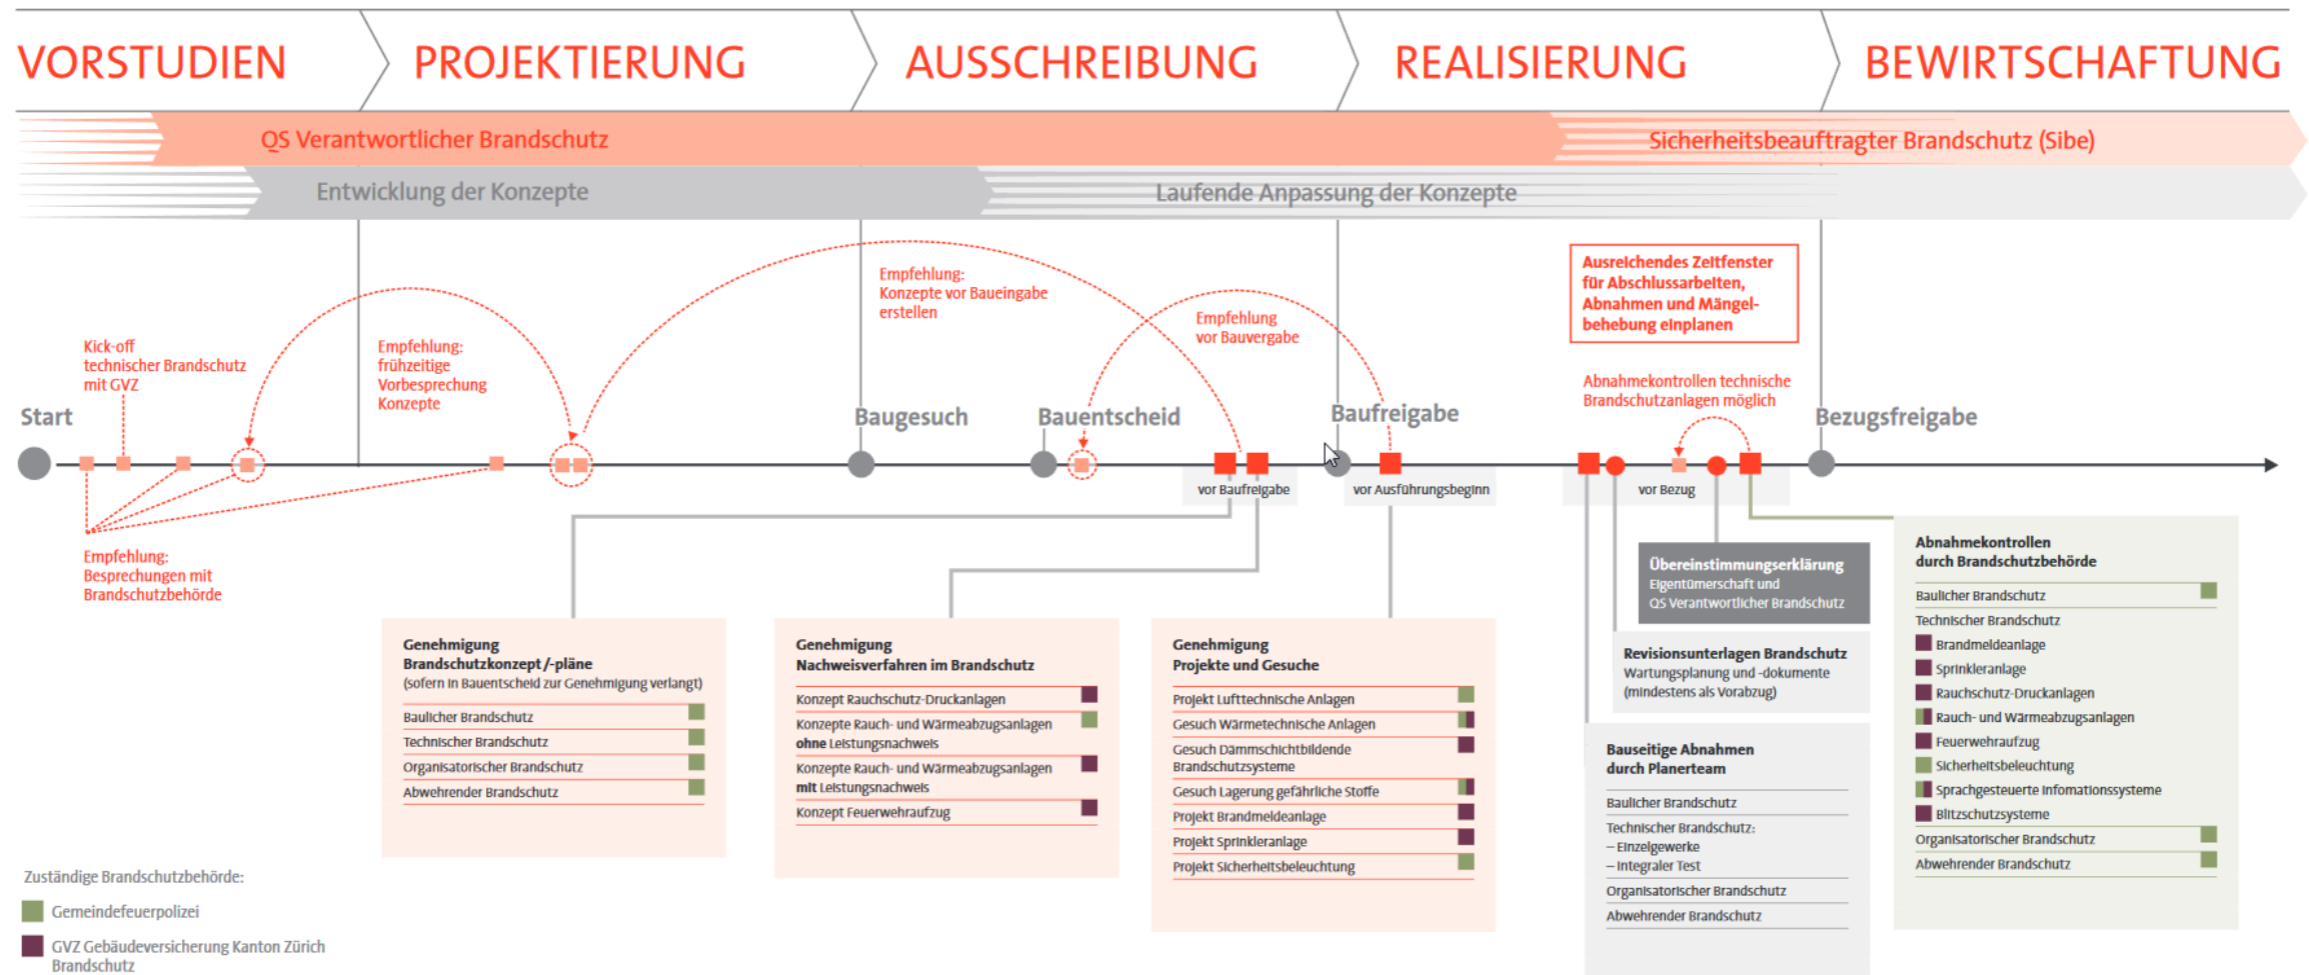 VORSTUDIEN
PROJEKTIERUNG
AUSSCHREIBUNG
REALISIERUNG
BEWIRTSCHAFTUNG
QS Verantwortlicher Brandschutz
Sicherheitsbeauftragter Brandschutz (Sibe)
Entwicklung der Konzepte
Laufende Anpassung der Konzepte
Start
Kick-off
technischer Brandschutz
mit GVZ
Empfehlung:
frühzeitige
Vorbesprechung
Konzepte
Empfehlung:
Konzepte vor Baueingabe
erstellen
Empfehlung
vor Bauvergabe
Ausreichendes Zeitfenster
für Abschlussarbeiten,
Abnahmen und Mängel-
behebung einplanen
Abnahmekontrollen technische
Brandschutzanlagen möglich
Baugesuch
Bauentscheid
Baufreigabe
Bezugsfreigabe
vor Baufreigabe
vor Ausführungsbeginn
vor Bezug
Empfehlung:
Besprechungen mit
Brandschutzbehörde
Genehmigung
Brandschutzkonzept/-pläne
(sofern in Bauentscheid zur Genehmigung verlangt)
Baulicher Brandschutz
Technischer Brandschutz
Organisatorischer Brandschutz
Abwehrender Brandschutz
Genehmigung
Nachweisverfahren im Brandschutz
Konzept Rauchschutz-Druckanlagen
Konzepte Rauch- und Wärmeabzugsanlagen
ohne Leistungsnachweis
Konzepte Rauch- und Wärmeabzugsanlagen
mit Leistungsnachweis
Konzept Feuerwehraufzug
Genehmigung
Projekte und Gesuche
Projekt Lufttechnische Anlagen
Gesuch Wärmetechnische Anlagen
Gesuch Dämmschichtbildende
Brandschutzsysteme
Gesuch Lagerung gefährliche Stoffe
Projekt Brandmeldeanlage
Projekt Sprinkleranlage
Projekt Sicherheitsbeleuchtung
Übereinstimmungserklärung
Eigentümerschaft und
QS Verantwortlicher Brandschutz
Revisionsunterlagen Brandschutz
Wartungsplanung und -dokumente
(mindestens als Vorabzug)
Bauseitige Abnahmen
durch Planerteam
Baulicher Brandschutz
Technischer Brandschutz:
– Einzelgewerke
– Integraler Test
Organisatorischer Brandschutz
Abwehrender Brandschutz
Abnahmekontrollen
durch Brandschutzbehörde
Baulicher Brandschutz
Technischer Brandschutz
Brandmeldeanlage
Sprinkleranlage
Rauchschutz-Druckanlagen
Rauch- und Wärmeabzugsanlagen
Feuerwehraufzug
Sicherheitsbeleuchtung
Sprachgesteuerte Infomationssysteme
Blitzschutzsysteme
Organisatorischer Brandschutz
Abwehrender Brandschutz
Zuständige Brandschutzbehörde:
Gemeindefeuerpolizei
GVZ Gebäudeversicherung Kanton Zürich
Brandschutz